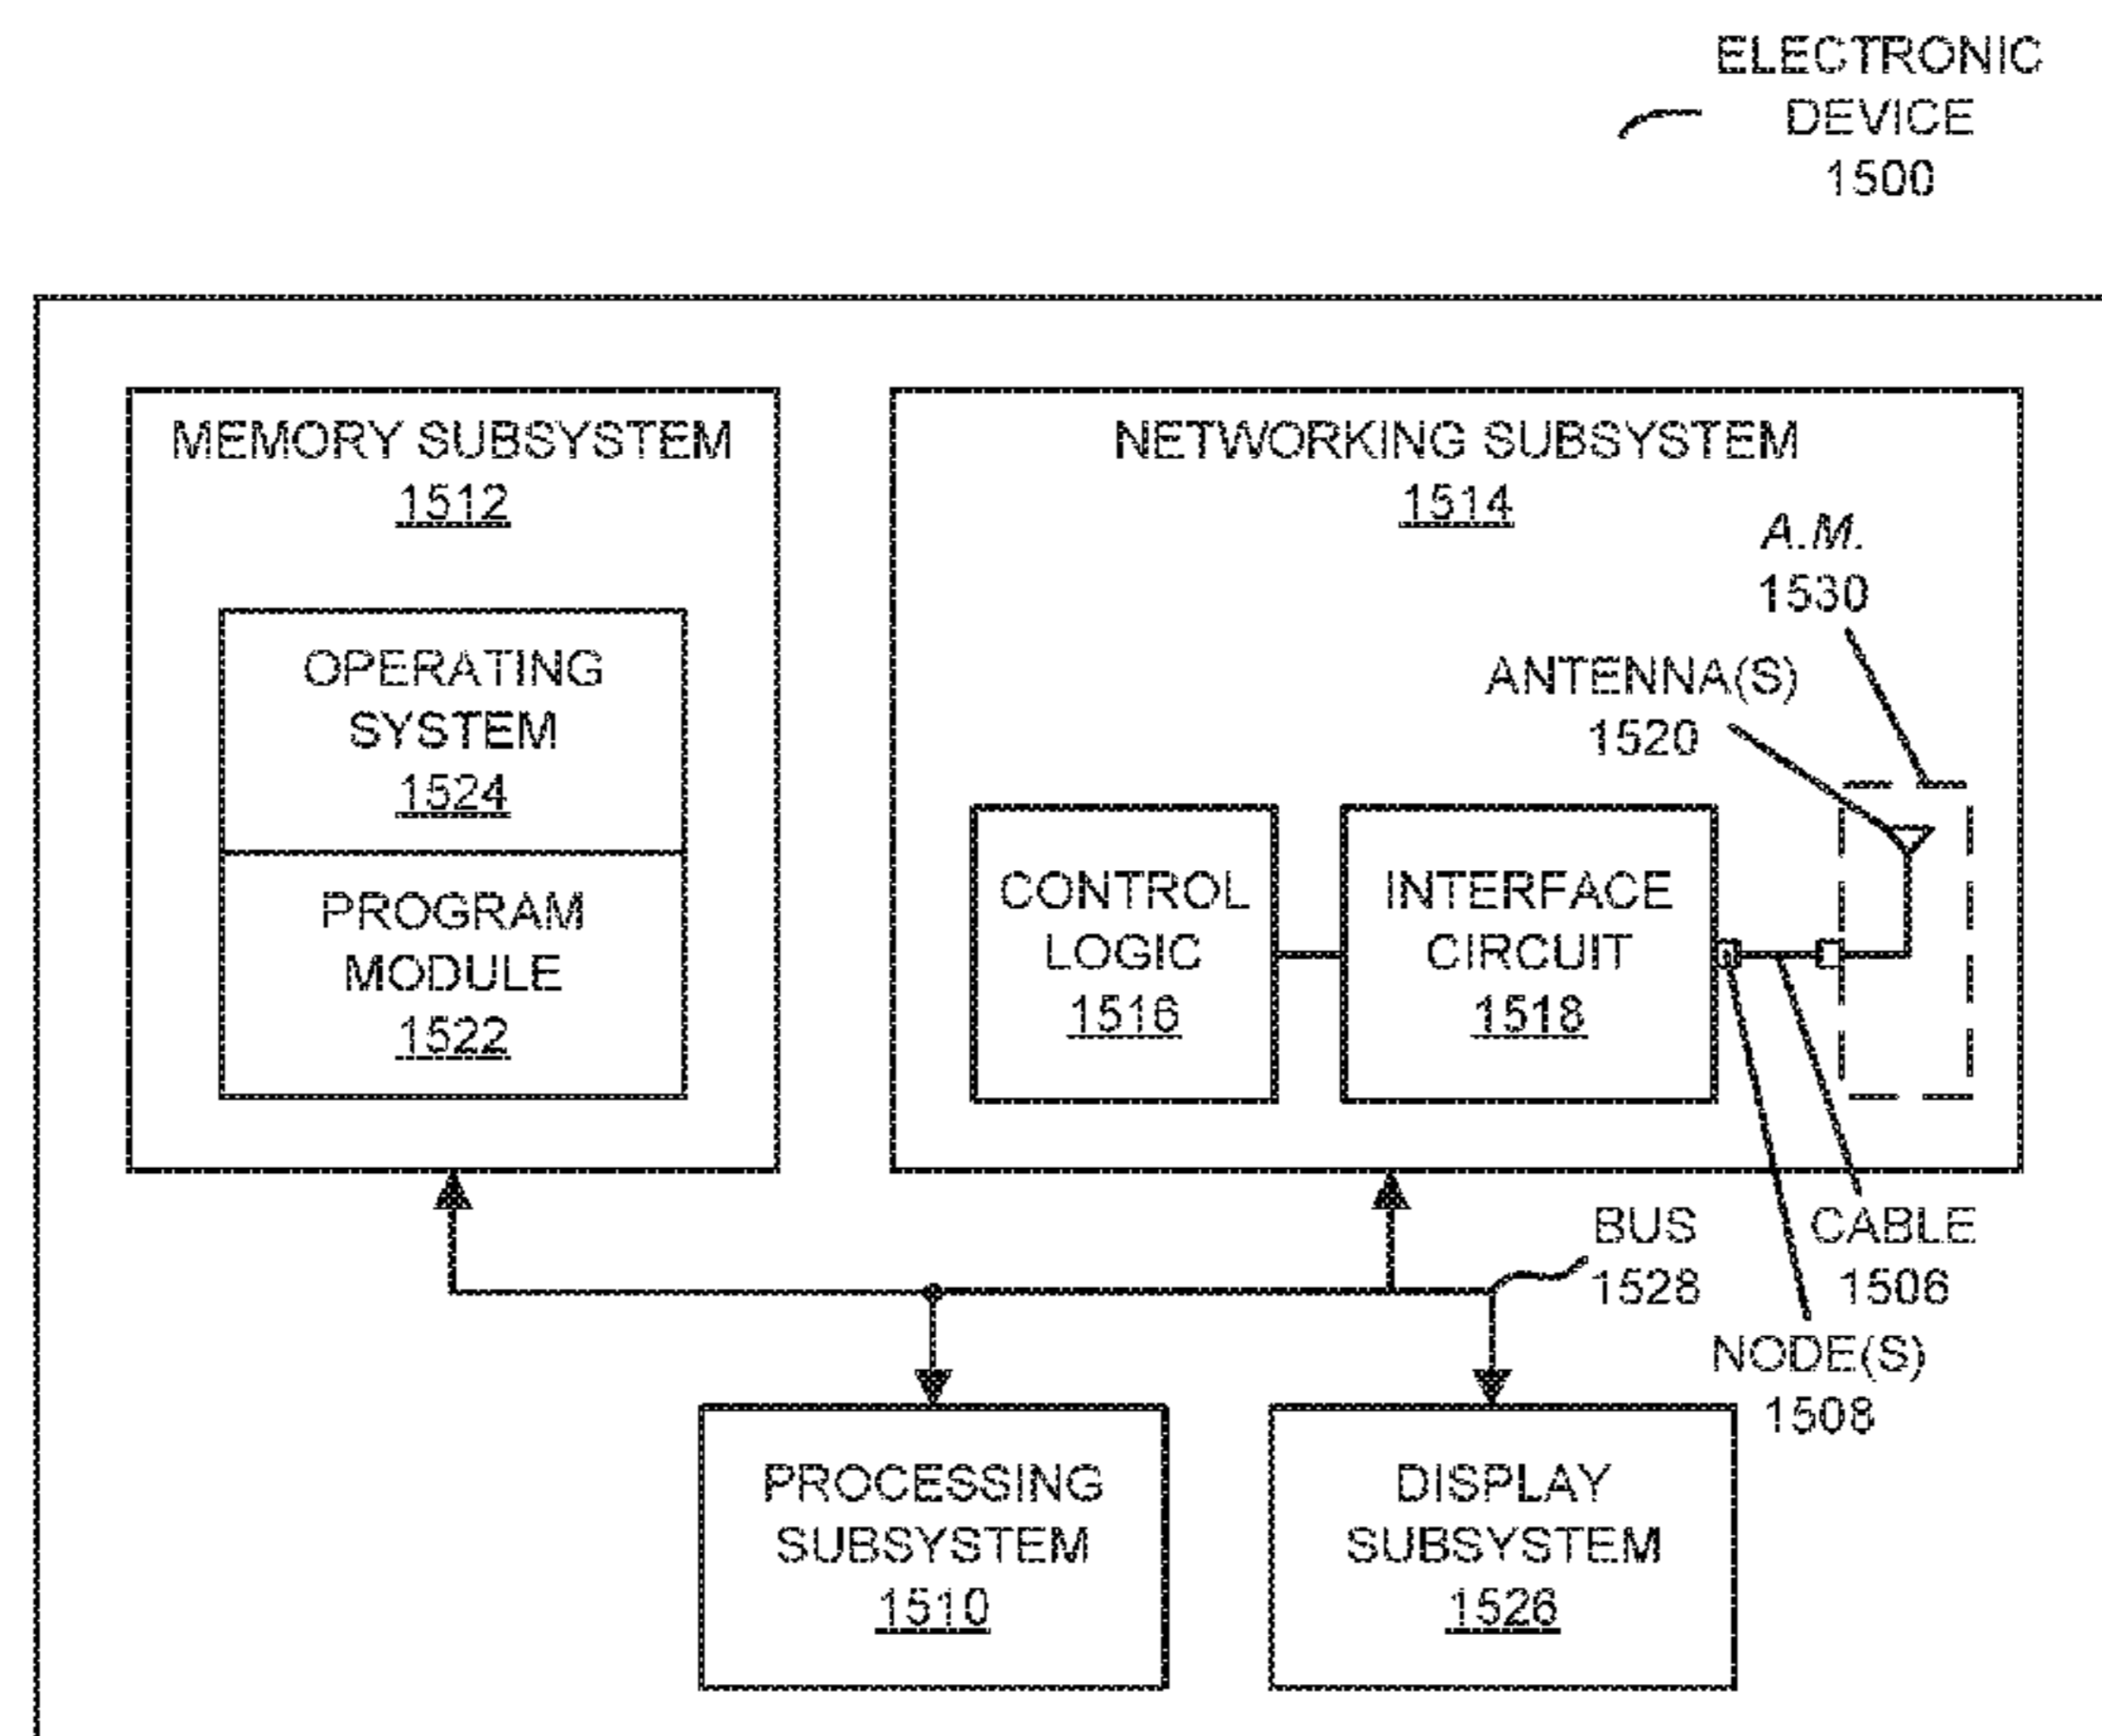 ELECTRONIC
DEVICE
1500
MEMORY SUBSYSTEM
1512
OPERATING
SYSTEM
1524
PROGRAM
MODULE
1522
NETWORKING SUBSYSTEM
1514
A.M.
1530
ANTENNA(S)
1520
CONTROL
LOGIC
1516
INTERFACE
CIRCUIT
1518
BUS
1528
CABLE
1506
NODE(S)
1508
PROCESSING
SUBSYSTEM
1510
DISPLAY
SUBSYSTEM
1526